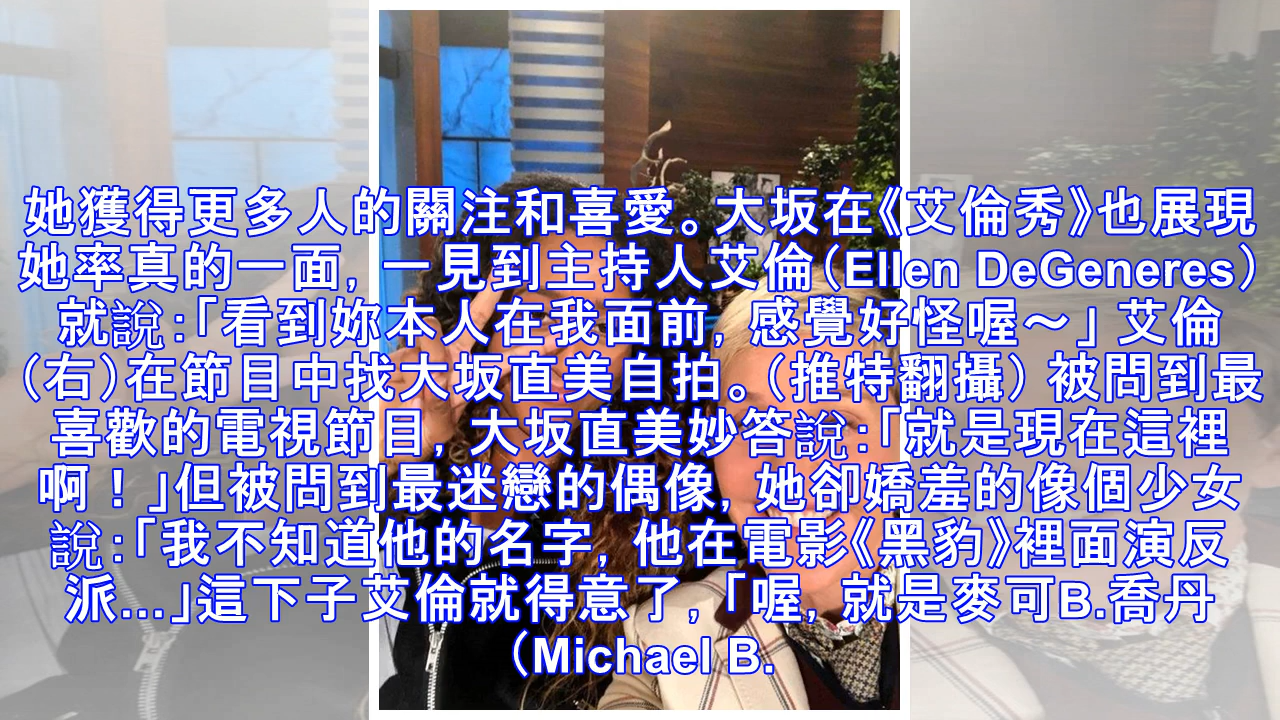 她獲得更多人的關注和喜愛。大坂在《艾倫秀》也展現
她率真的一面, 一見到主持人艾倫(Ellen DeGeneres)
就說:「看到妳本人在我面前, 感覺好怪喔～」艾倫
(右)在節目中找大坂直美自拍。(推特翻攝) 被問到最
喜歡的電視節目, 大坂直美妙答說:「就是現在這裡
啊！」但被問到最迷戀的偶像, 她卻嬌羞的像個少女
說:「我不知道他的名字, 他在電影《黑豹》裡面演反
派...」這下子艾倫就得意了,「喔, 就是麥可B.喬丹
(Michael B.